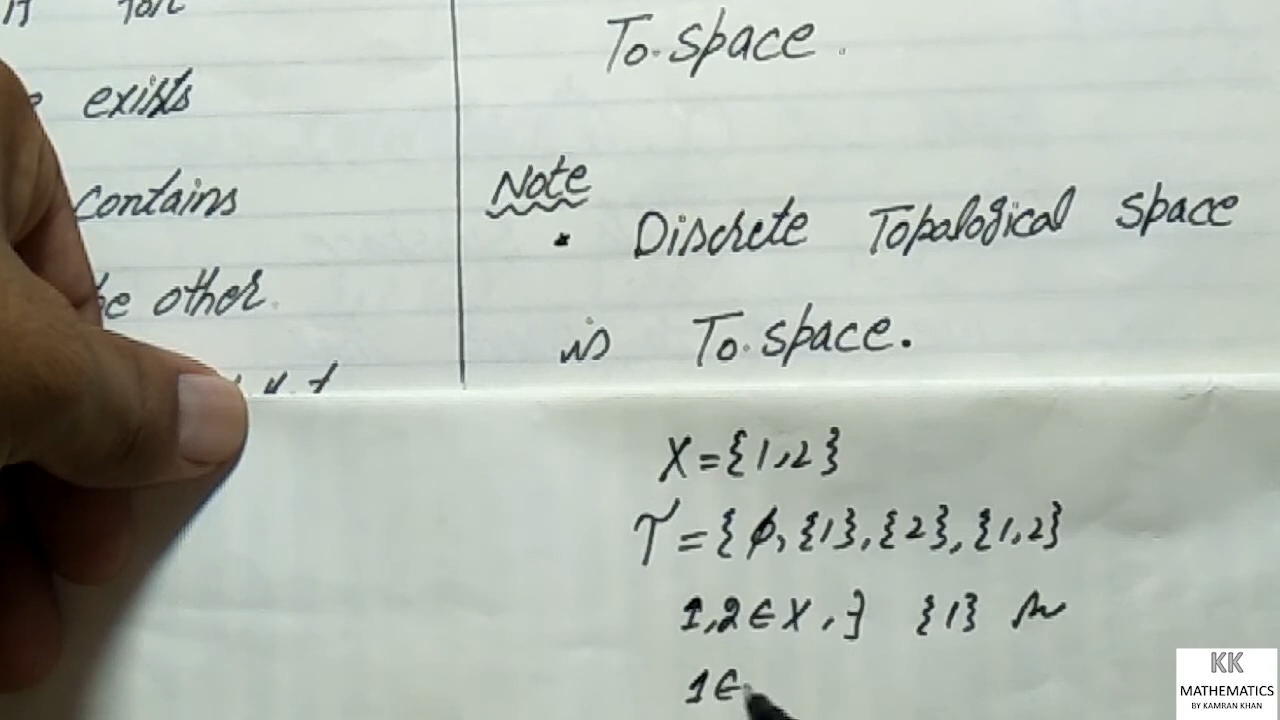 exists
contains
the other
To-space.
Note
• Discrete Topological space
is To-space.
X={1,2}
τ={φ,{1},{2},{1,2}
1,2∈X,∃ {1} s.t
1∈
KK
MATHEMATICS
BY KAMRAN KHAN